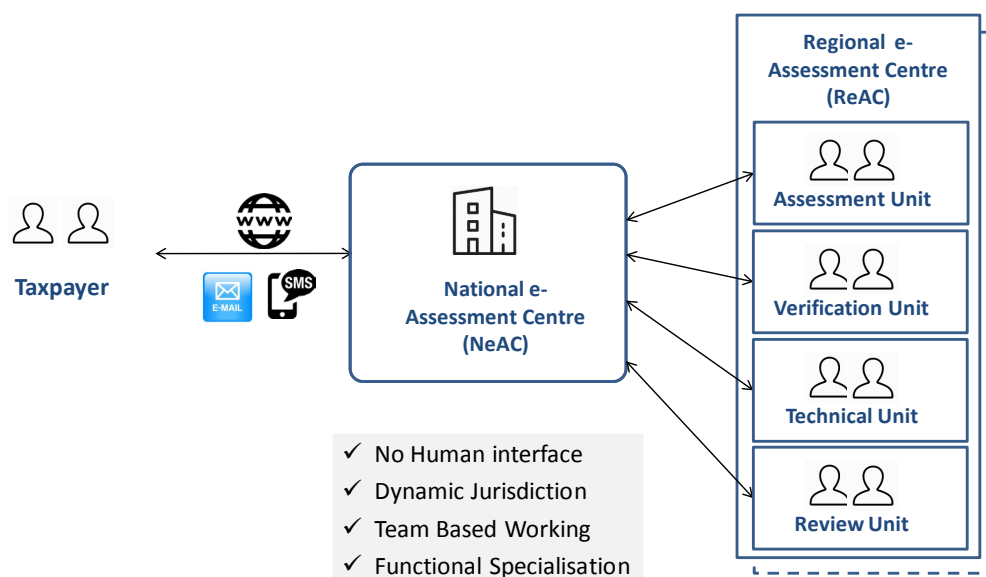 Regional e-
Assessment Centre
(ReAC)
Assessment Unit
www
SMS
E-MAIL
Taxpayer
National e-
Assessment Centre
(NeAC)
Verification Unit
Technical Unit
Review Unit
✓ No Human interface
✓ Dynamic Jurisdiction
✓ Team Based Working
✓ Functional Specialisation